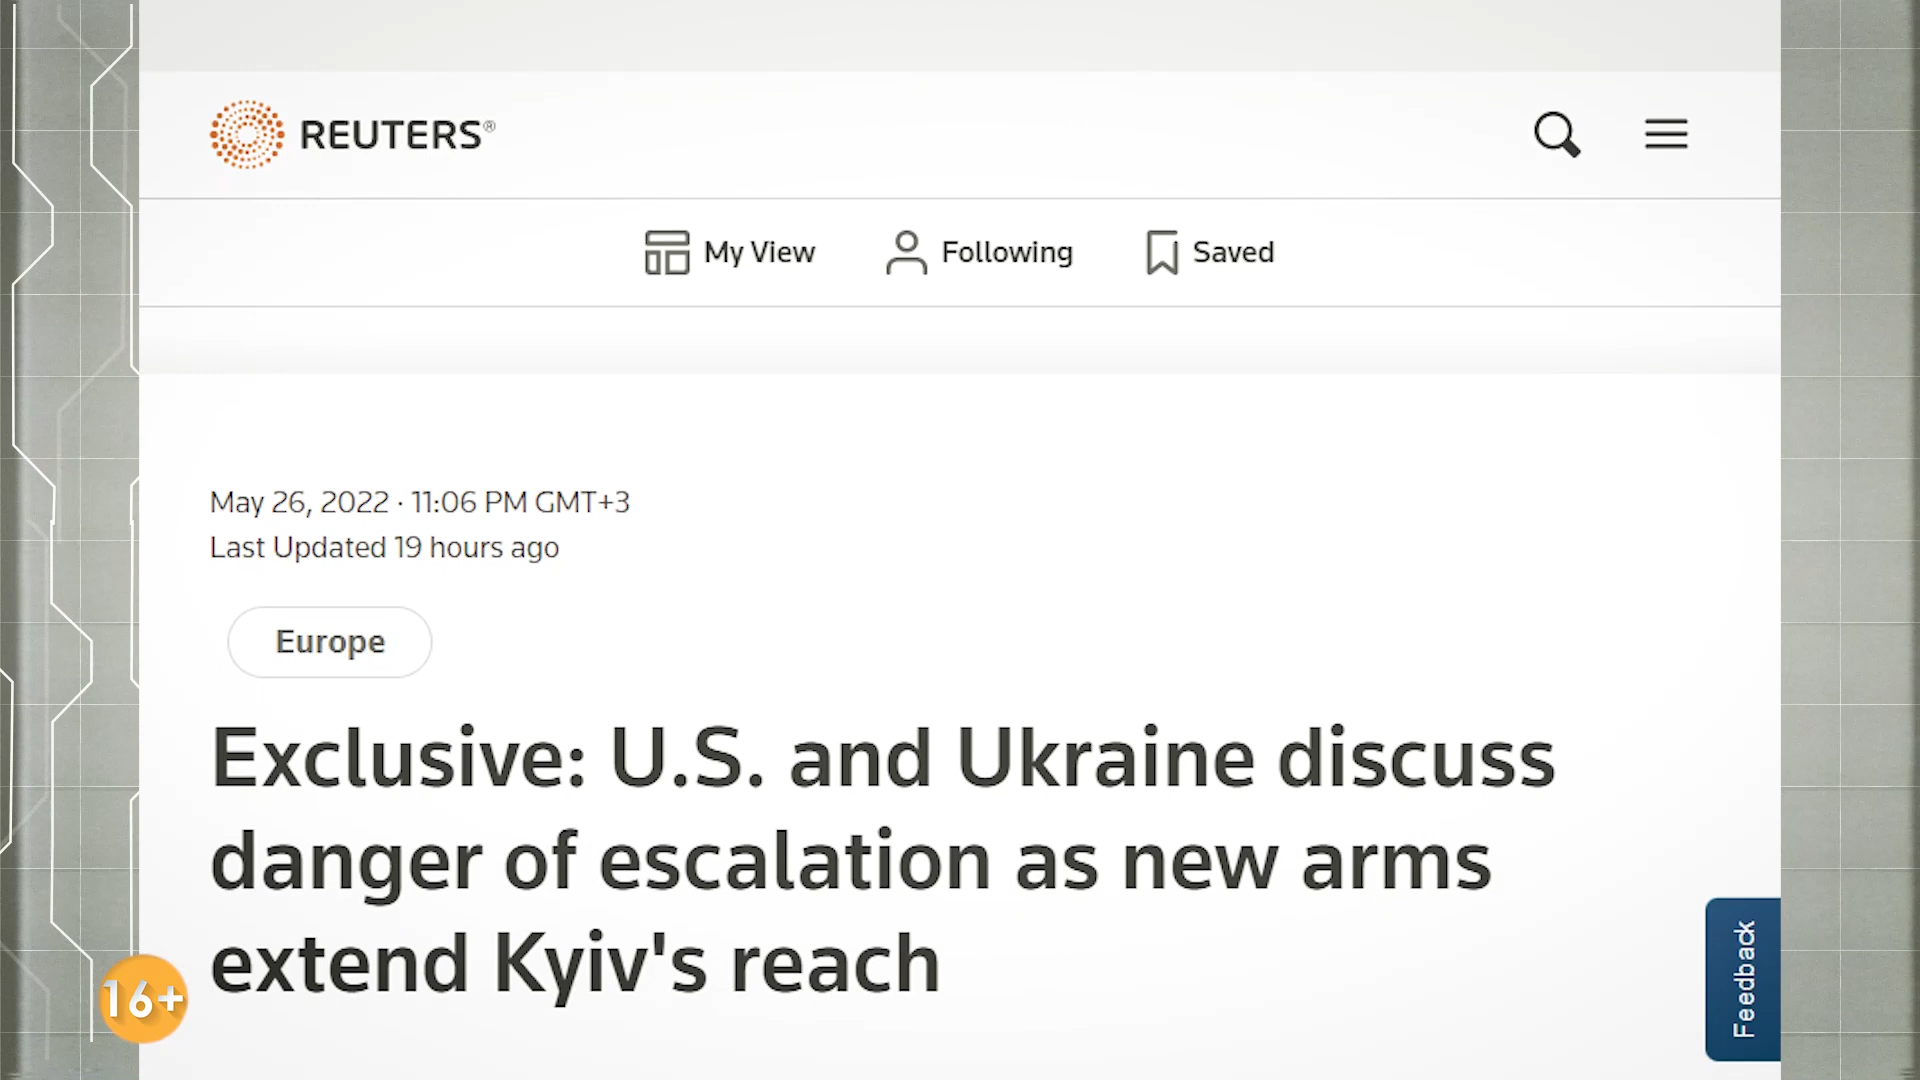 REUTERS®
My View Following Saved
May 26, 2022 · 11:06 PM GMT+3
Last Updated 19 hours ago
Europe
Exclusive: U.S. and Ukraine discuss
danger of escalation as new arms
extend Kyiv's reach
16+
Feedback